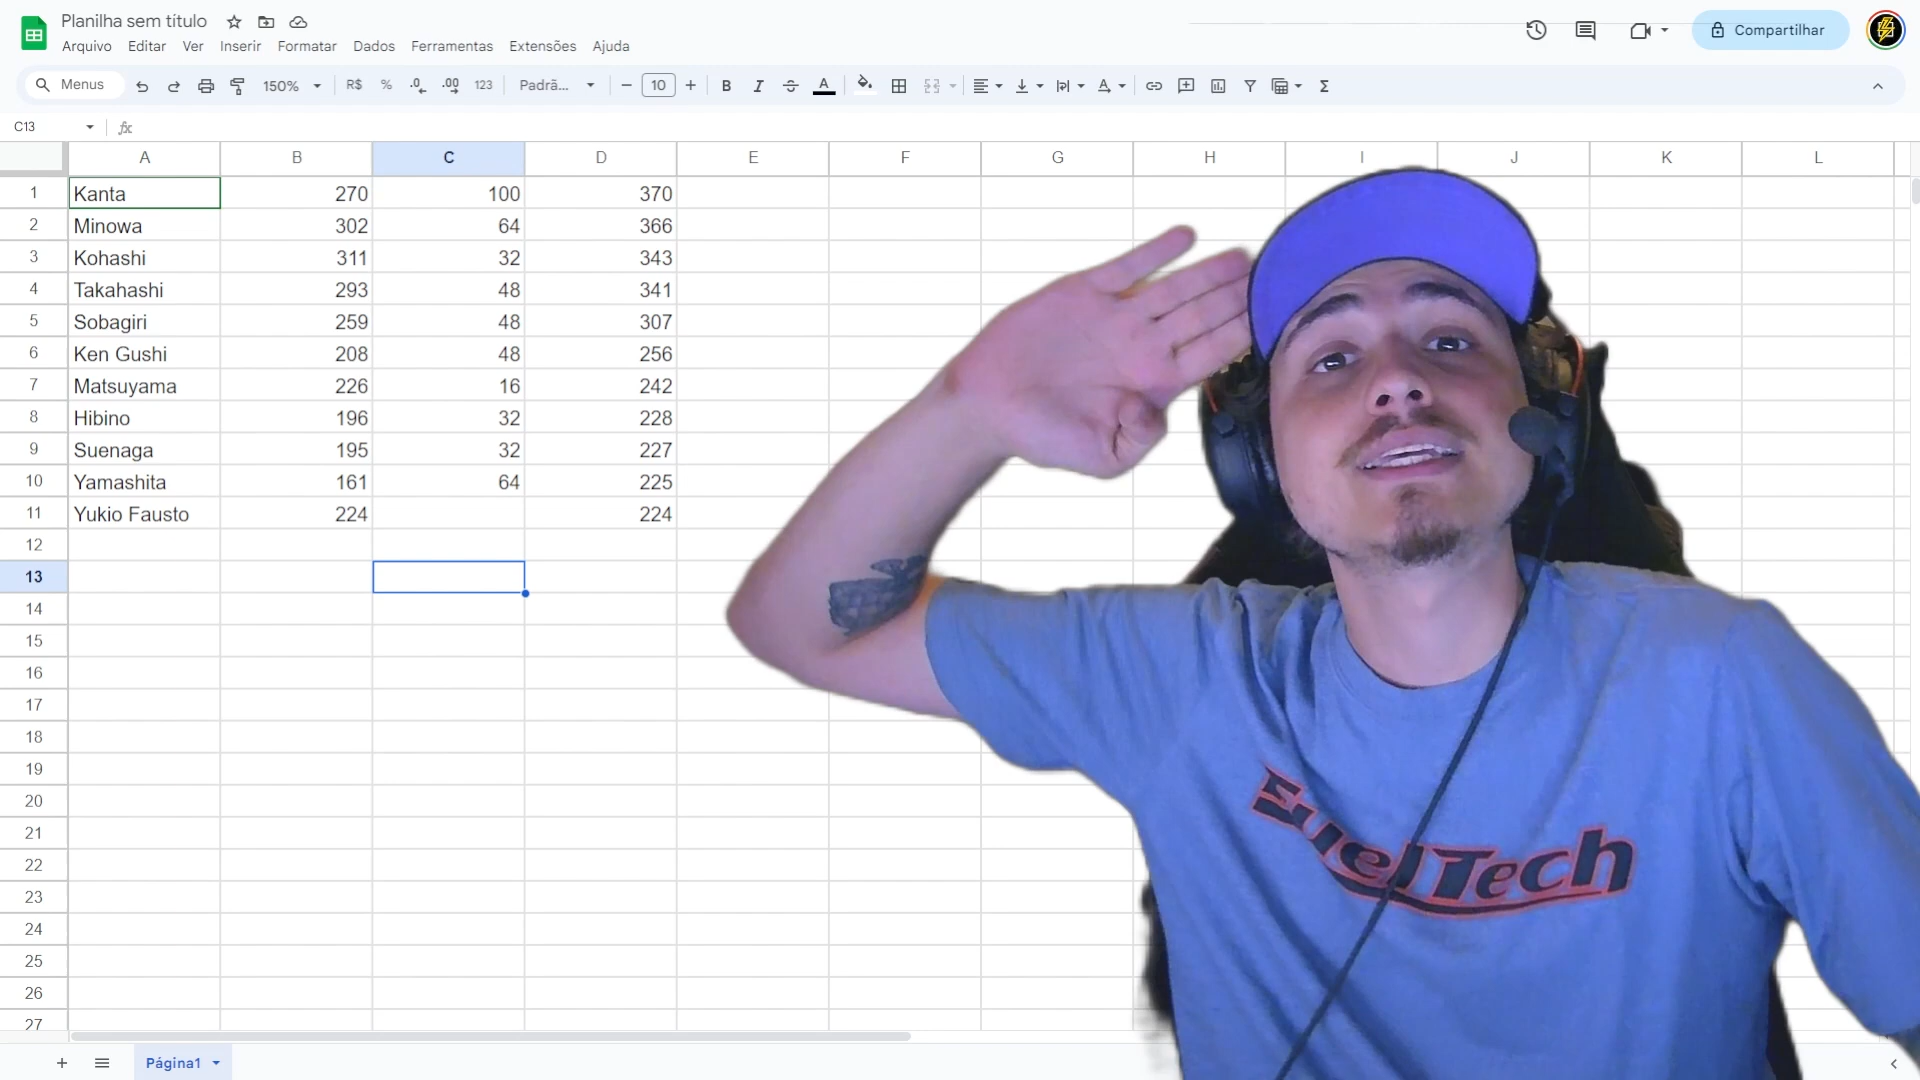 Planilha sem título
Arquivo Editar Ver Inserir Formatar Dados Ferramentas Extensões Ajuda
Compartilhar
Menus 150% R$ % .0 .00 123 Padrã... 10 B I A Σ
C13 fx
A B C D E F G H I J K L
1 Kanta 270 100 370
2 Minowa 302 64 366
3 Kohashi 311 32 343
4 Takahashi 293 48 341
5 Sobagiri 259 48 307
6 Ken Gushi 208 48 256
7 Matsuyama 226 16 242
8 Hibino 196 32 228
9 Suenaga 195 32 227
10 Yamashita 161 64 225
11 Yukio Fausto 224 224
12
13
14
15
16
17
18
19
20
21
22
23
24
25
26
27
FuelTech
Página1